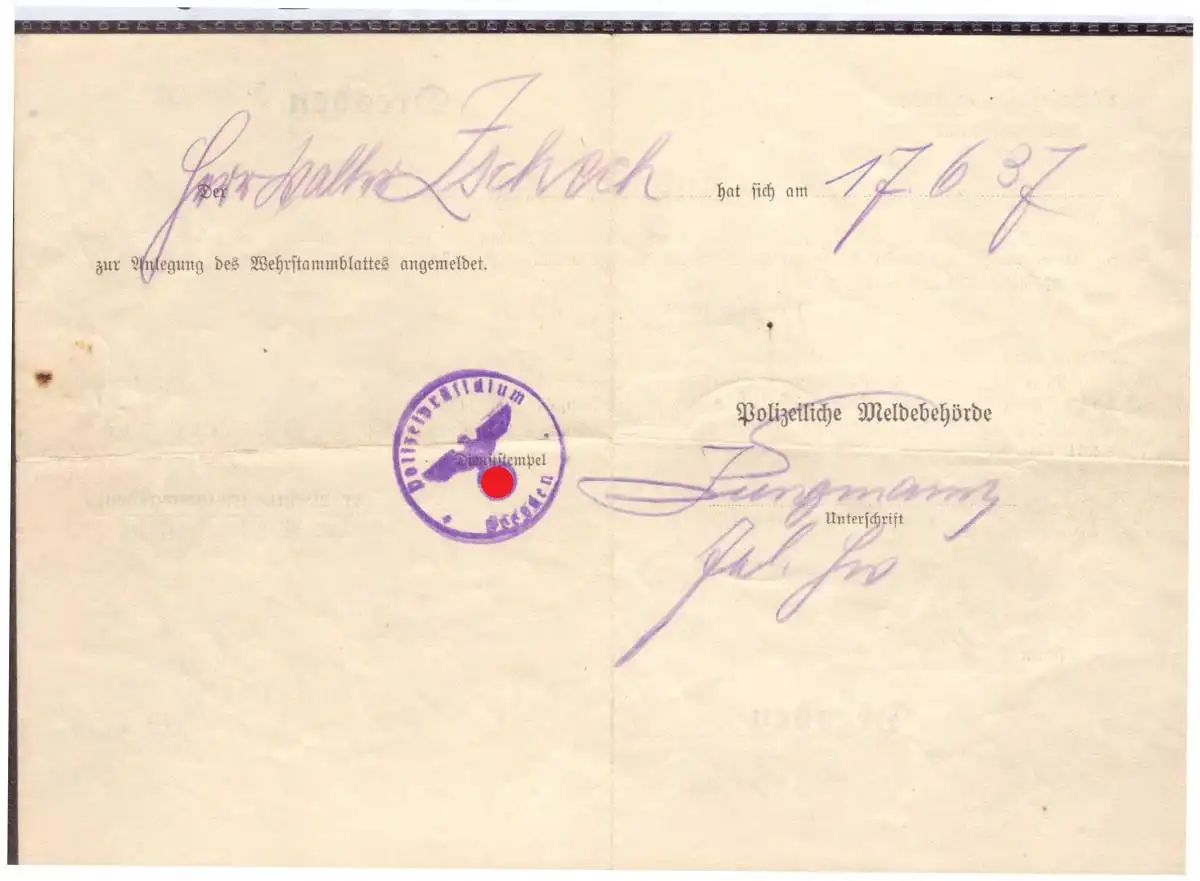 Der Herr Walter Zschoch hat sich am 17. 6. 37
zur Anlegung des Wehrstammblattes angemeldet.
Polizeipräsidium
Dresden
Dienststempel
Polizeiliche Meldebehörde
Unterschrift